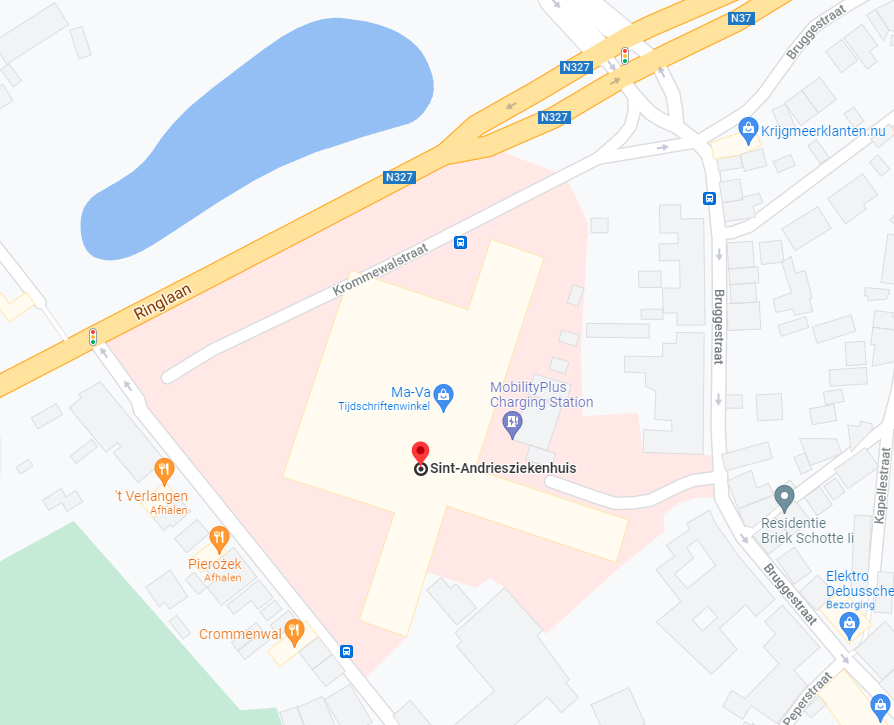 N37
Bruggestraat
N327
N327
Krijgmeerklanten.nu
N327
Krommewalstraat
Ringlaan
Bruggestraat
Ma-Va
Tijdschriftenwinkel
MobilityPlus
Charging Station
Sint-Andriesziekenhuis
Kapellestraat
't Verlangen
Afhalen
Residentie
Briek Schotte Ii
Pierożek
Afhalen
Bruggestraat
Elektro
Debussche
Bezorging
Crommenwal
Peperstraat